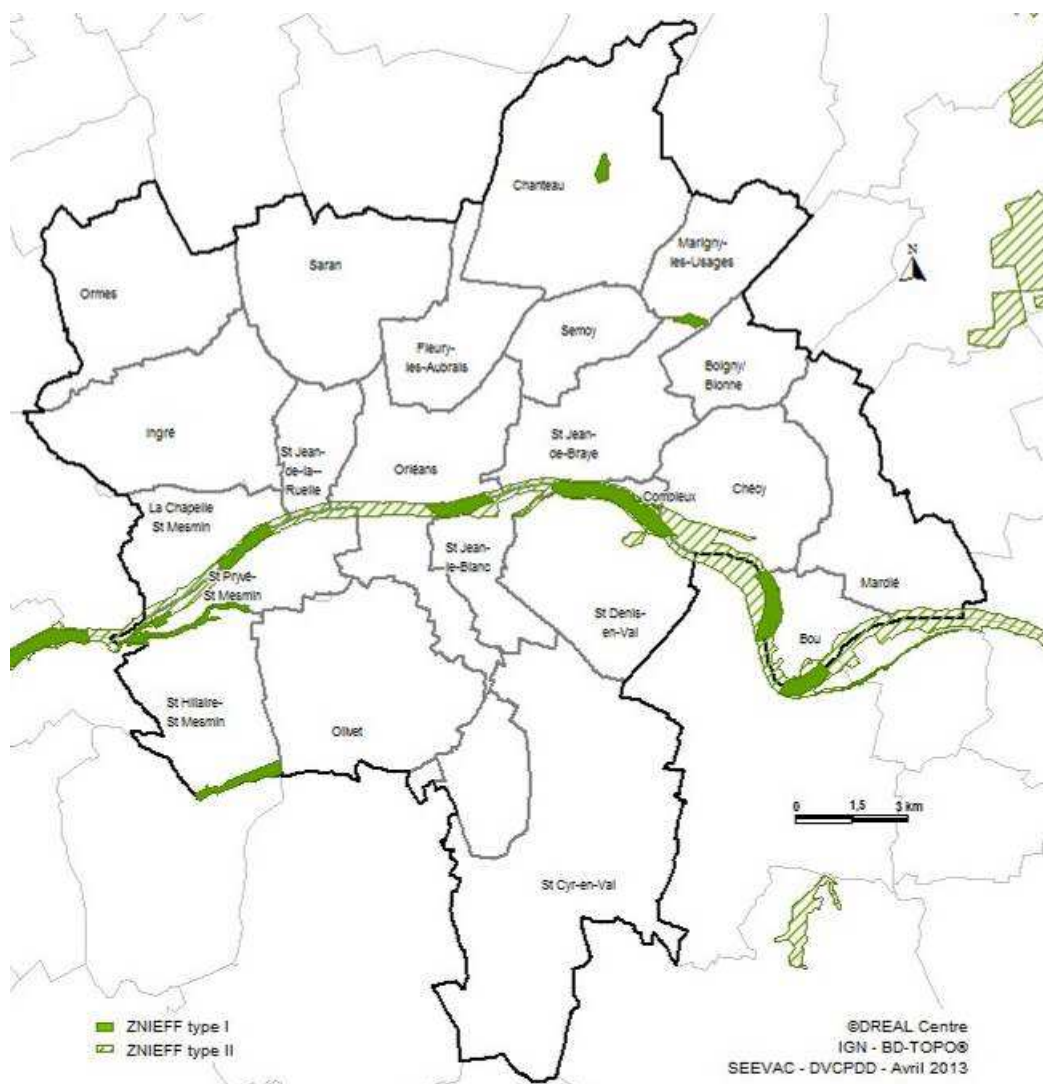 Chanteau
N
Marigny-
les-Usages
Saran
Ormes
Semoy
Fleury-
les-Aubrais
Boigny/
Bionne
Ingré
St Jean-
de-la--
Ruelle
St Jean-
de-Braye
Orléans
Combleux
Chécy
La Chapelle
St Mesmin
St Jean-
le-Blanc
St Pryvé-
St Mesmin
Mardié
St Denis-
en-Val
Bou
St Hilaire-
St Mesmin
Olivet
0 1,5 3 km
St Cyr-en-Val
ZNIEFF type I
ZNIEFF type II
©DREAL Centre
IGN - BD-TOPO®
SEEVAC - DVCPDD - Avril 2013